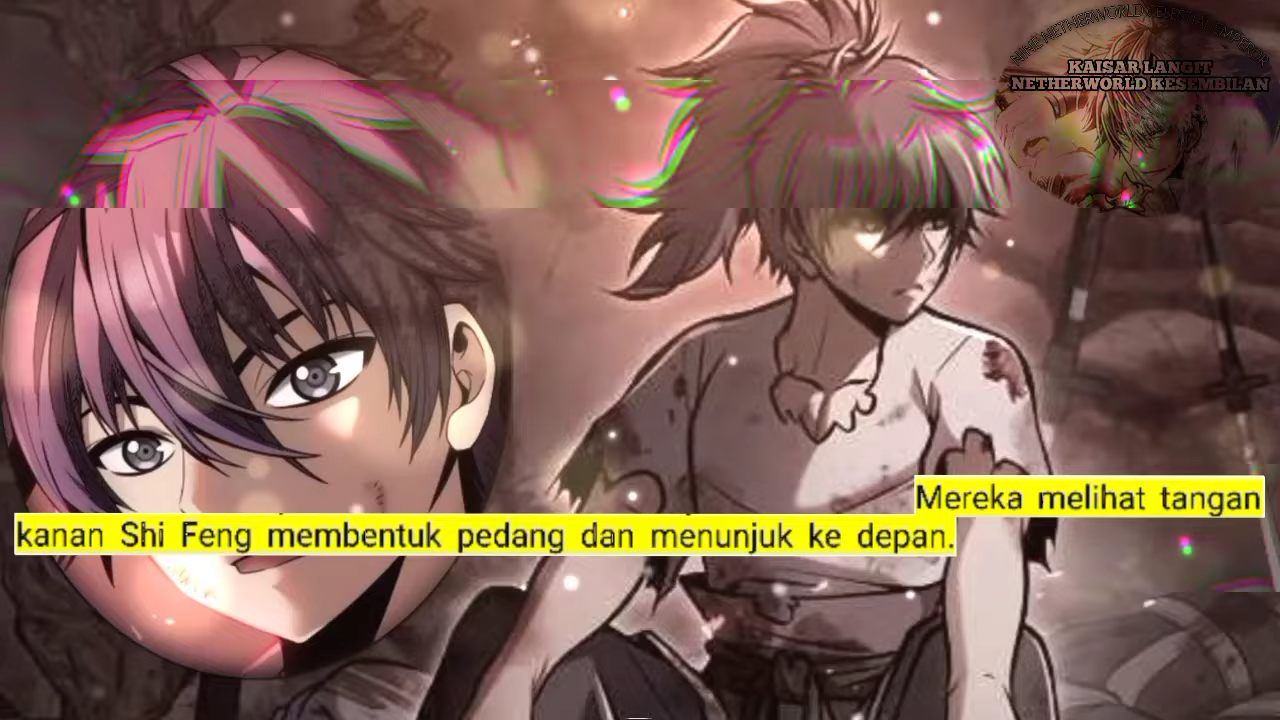 KAISAR LANGIT
NETHERWORLD KESEMBILAN
Mereka melihat tangan
kanan Shi Feng membentuk pedang dan menunjuk ke depan.